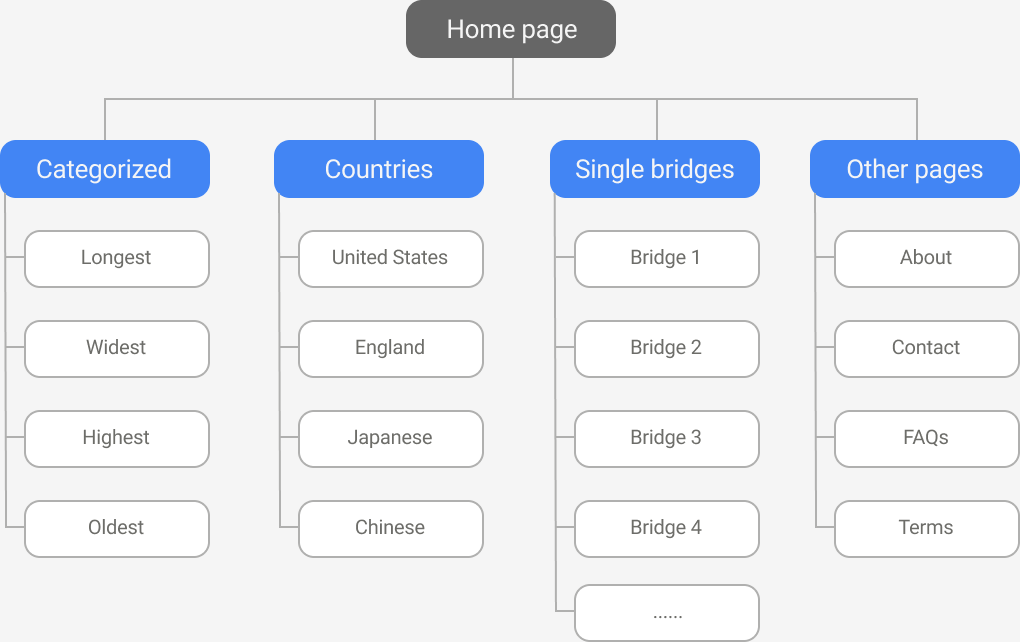 Home page
Categorized
Countries
Single bridges
Other pages
Longest
United States
Bridge 1
About
Widest
England
Bridge 2
Contact
Highest
Japanese
Bridge 3
FAQs
Oldest
Chinese
Bridge 4
Terms
......